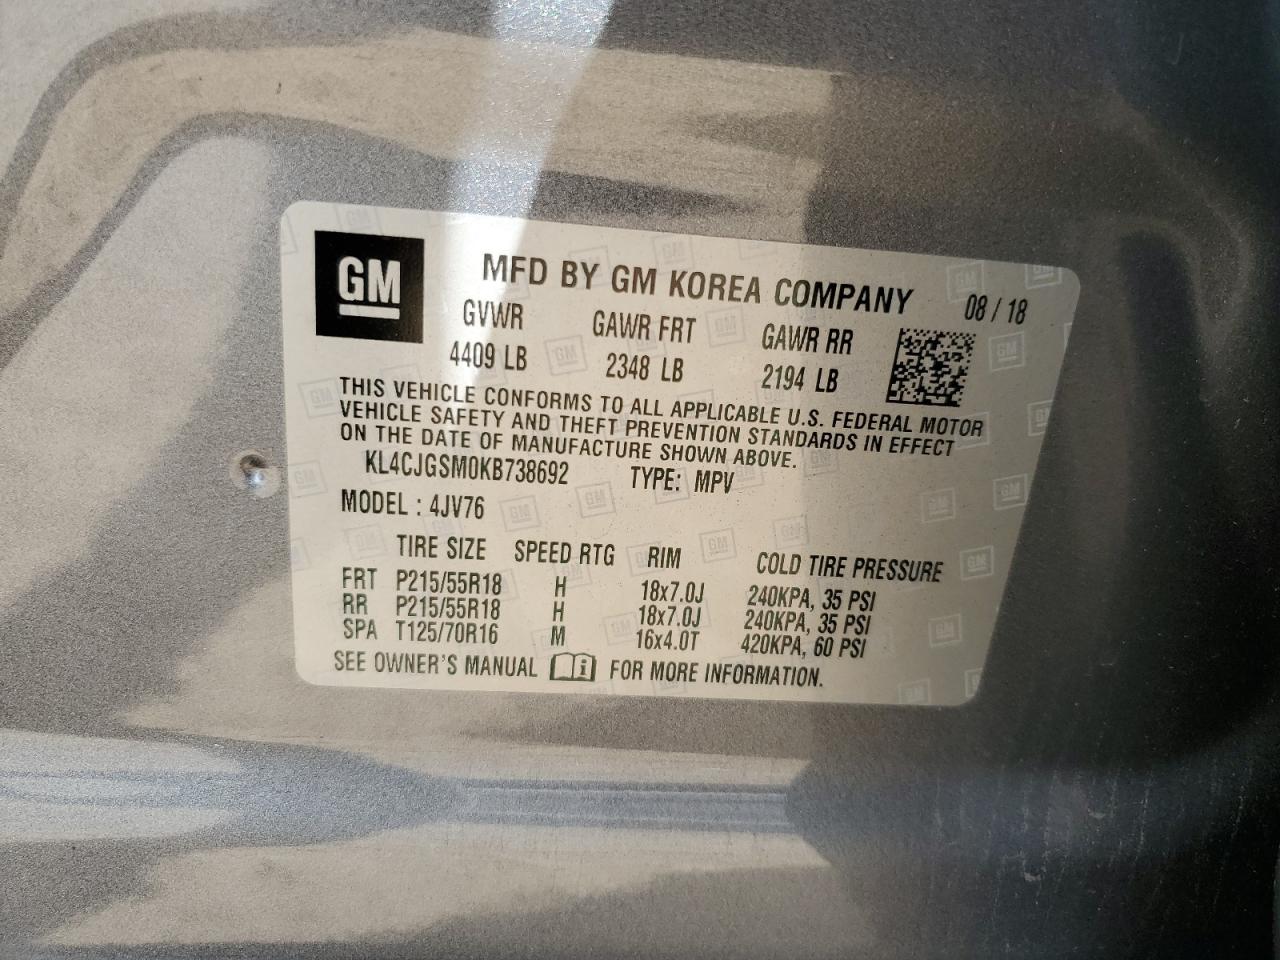 GM
MFD BY GM KOREA COMPANY
08 / 18
GVWR GAWR FRT GAWR RR
4409 LB 2348 LB 2194 LB
THIS VEHICLE CONFORMS TO ALL APPLICABLE U.S. FEDERAL MOTOR
VEHICLE SAFETY AND THEFT PREVENTION STANDARDS IN EFFECT
ON THE DATE OF MANUFACTURE SHOWN ABOVE.
KL4CJGSM0KB738692 TYPE: MPV
MODEL : 4JV76
TIRE SIZE SPEED RTG RIM COLD TIRE PRESSURE
FRT P215/55R18 H 18x7.0J 240KPA, 35 PSI
RR P215/55R18 H 18x7.0J 240KPA, 35 PSI
SPA T125/70R16 M 16x4.0T 420KPA, 60 PSI
SEE OWNER'S MANUAL i FOR MORE INFORMATION.